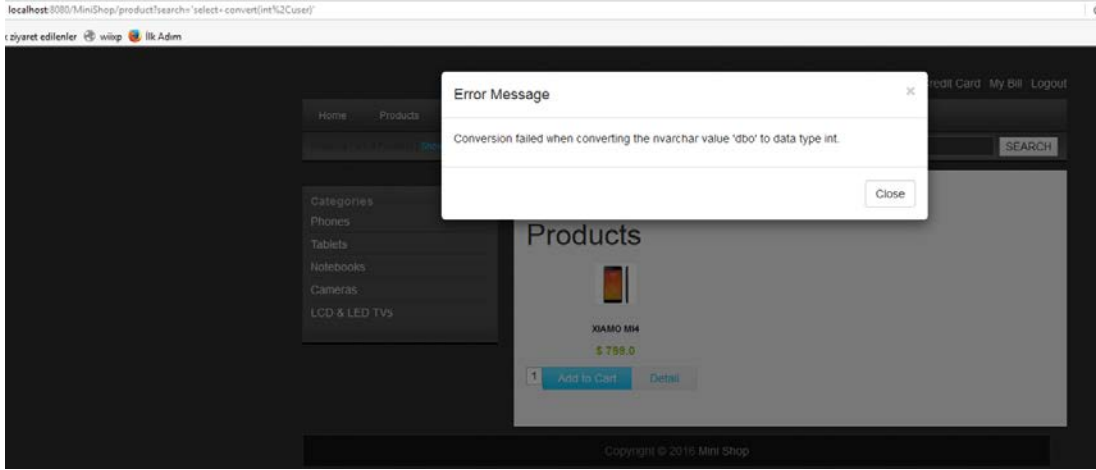 localhost:8080/MiniShop/product?search='select+convert(int%2Cuser)'
ziyaret edilenler wiixp İlk Adım
Credit Card My Bill Logout
Error Message ×
Home Products
Conversion failed when converting the nvarchar value 'dbo' to data type int.
SEARCH
Close
Categories
Phones
Tablets
Notebooks
Cameras
LCD & LED TVs
Products
XIAMO MI4
1 Add to Cart Detail
Copyright © 2016 Mini Shop